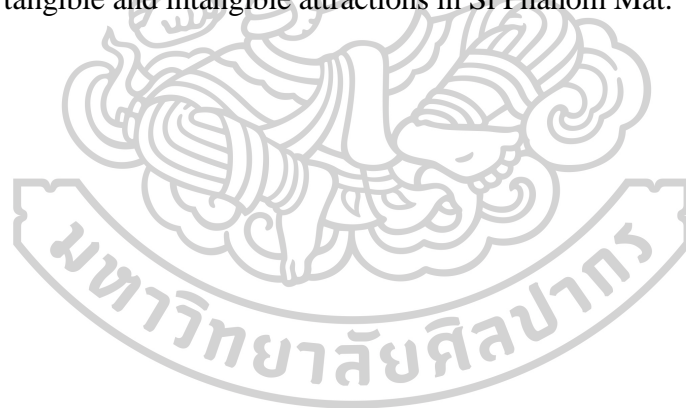 tangible and intangible attractions in Si Phanom Mat.
มหาวิทยาลัยศิลปากร